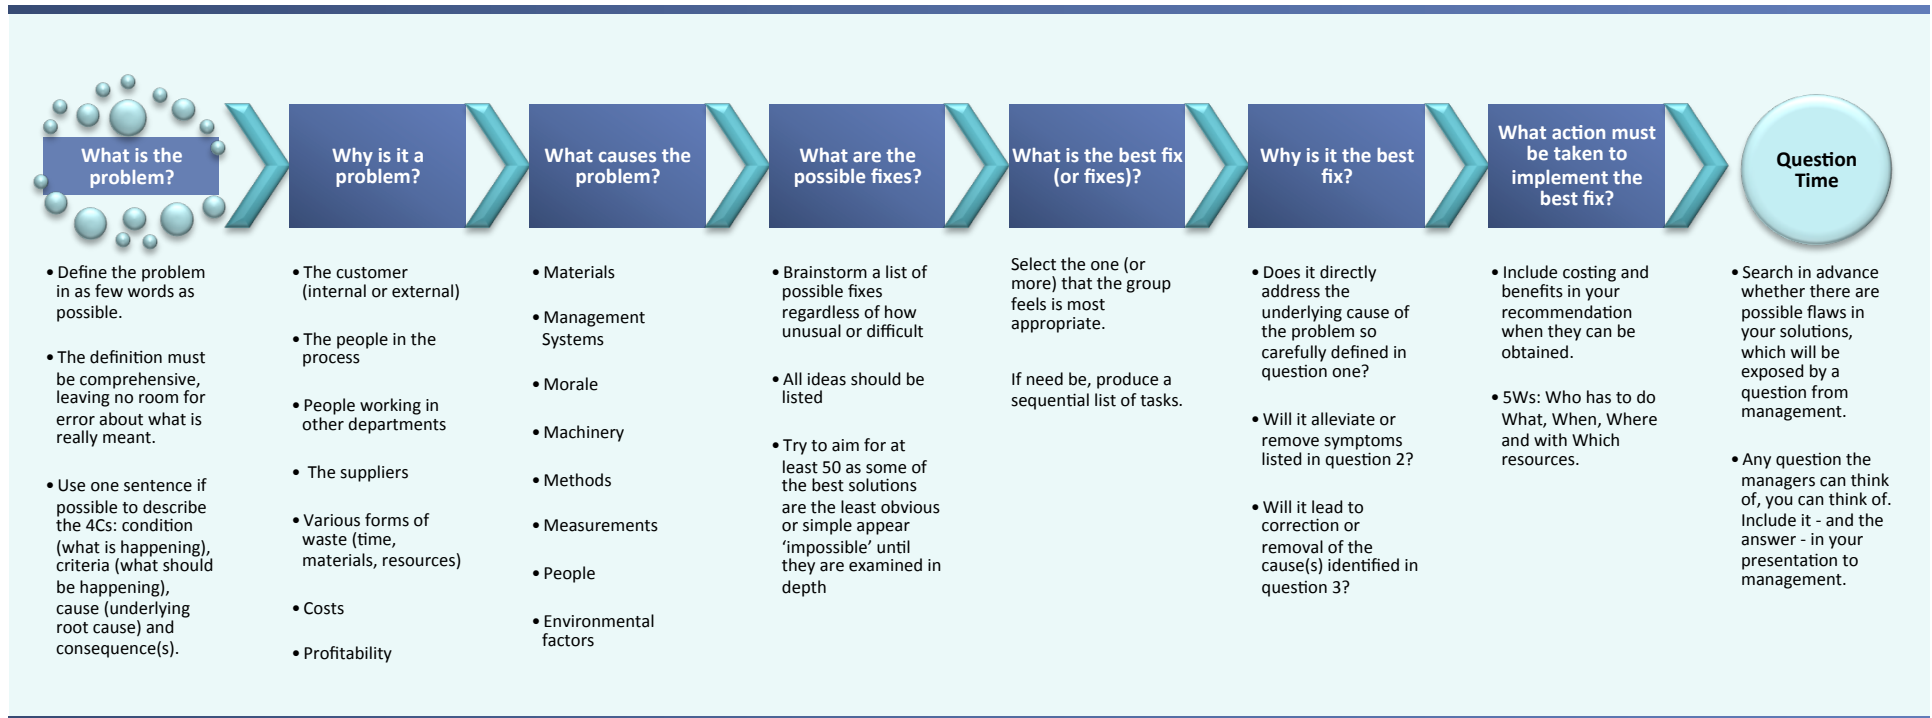 What is the
problem?
• Define the problem
in as few words as
possible.
• The definition must
be comprehensive,
leaving no room for
error about what is
really meant.
• Use one sentence if
possible to describe
the 4Cs: condition
(what is happening),
criteria (what should
be happening),
cause (underlying
root cause) and
consequence(s).
Why is it a
problem?
• The customer
(internal or external)
• The people in the
process
• People working in
other departments
• The suppliers
• Various forms of
waste (time,
materials, resources)
• Costs
• Profitability
What causes the
problem?
• Materials
• Management
Systems
• Morale
• Machinery
• Methods
• Measurements
• People
• Environmental
factors
What are the
possible fixes?
• Brainstorm a list of
possible fixes
regardless of how
unusual or difficult
• All ideas should be
listed
• Try to aim for at
least 50 as some of
the best solutions
are the least obvious
or simple appear
‘impossible’ until
they are examined in
depth
What is the best fix
(or fixes)?
Select the one (or
more) that the group
feels is most
appropriate.
If need be, produce a
sequential list of tasks.
Why is it the best
fix?
• Does it directly
address the
underlying cause of
the problem so
carefully defined in
question one?
• Will it alleviate or
remove symptoms
listed in question 2?
• Will it lead to
correction or
removal of the
cause(s) identified in
question 3?
What action must
be taken to
implement the
best fix?
• Include costing and
benefits in your
recommendation
when they can be
obtained.
• 5Ws: Who has to do
What, When, Where
and with Which
resources.
Question
Time
• Search in advance
whether there are
possible flaws in
your solutions,
which will be
exposed by a
question from
management.
• Any question the
managers can think
of, you can think of.
Include it - and the
answer - in your
presentation to
management.